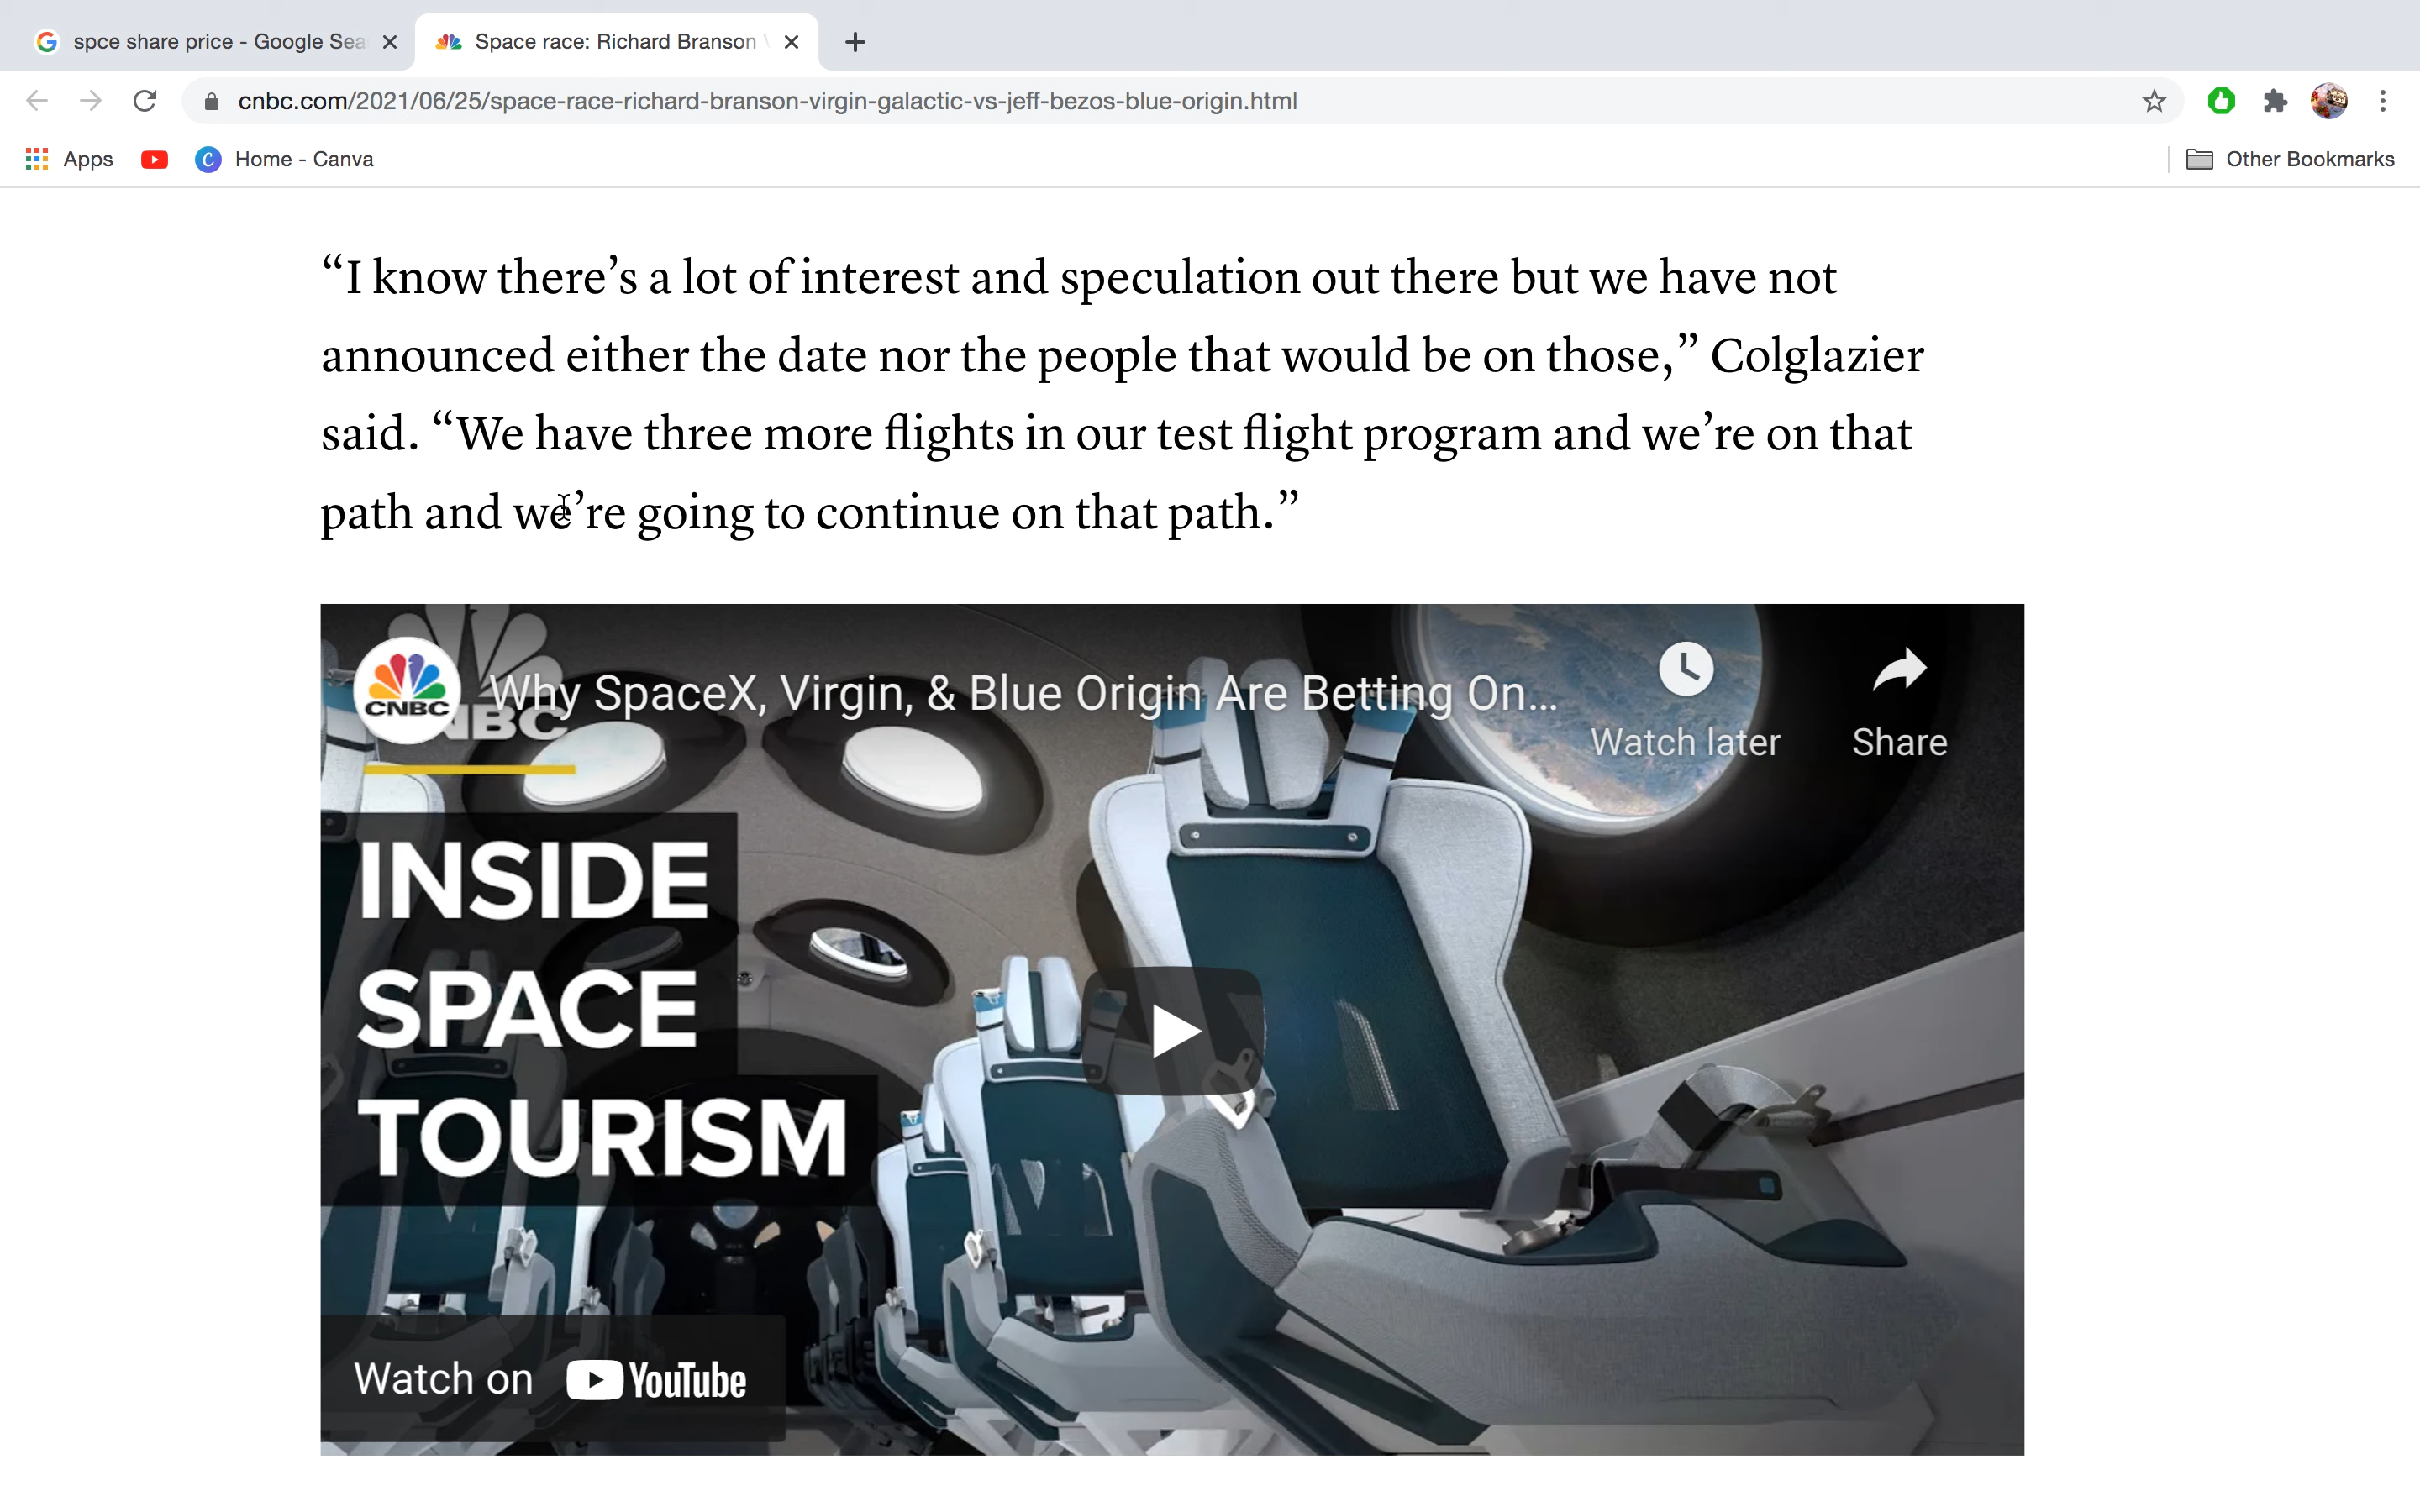 spce share price - Google Sea
Space race: Richard Branson
cnbc.com/2021/06/25/space-race-richard-branson-virgin-galactic-vs-jeff-bezos-blue-origin.html
Apps
Home - Canva
Other Bookmarks
“I know there’s a lot of interest and speculation out there but we have not
announced either the date nor the people that would be on those,” Colglazier
said. “We have three more flights in our test flight program and we’re on that
path and we’re going to continue on that path.”
CNBC
Why SpaceX, Virgin, & Blue Origin Are Betting On...
Watch later
Share
INSIDE
SPACE
TOURISM
Watch on YouTube